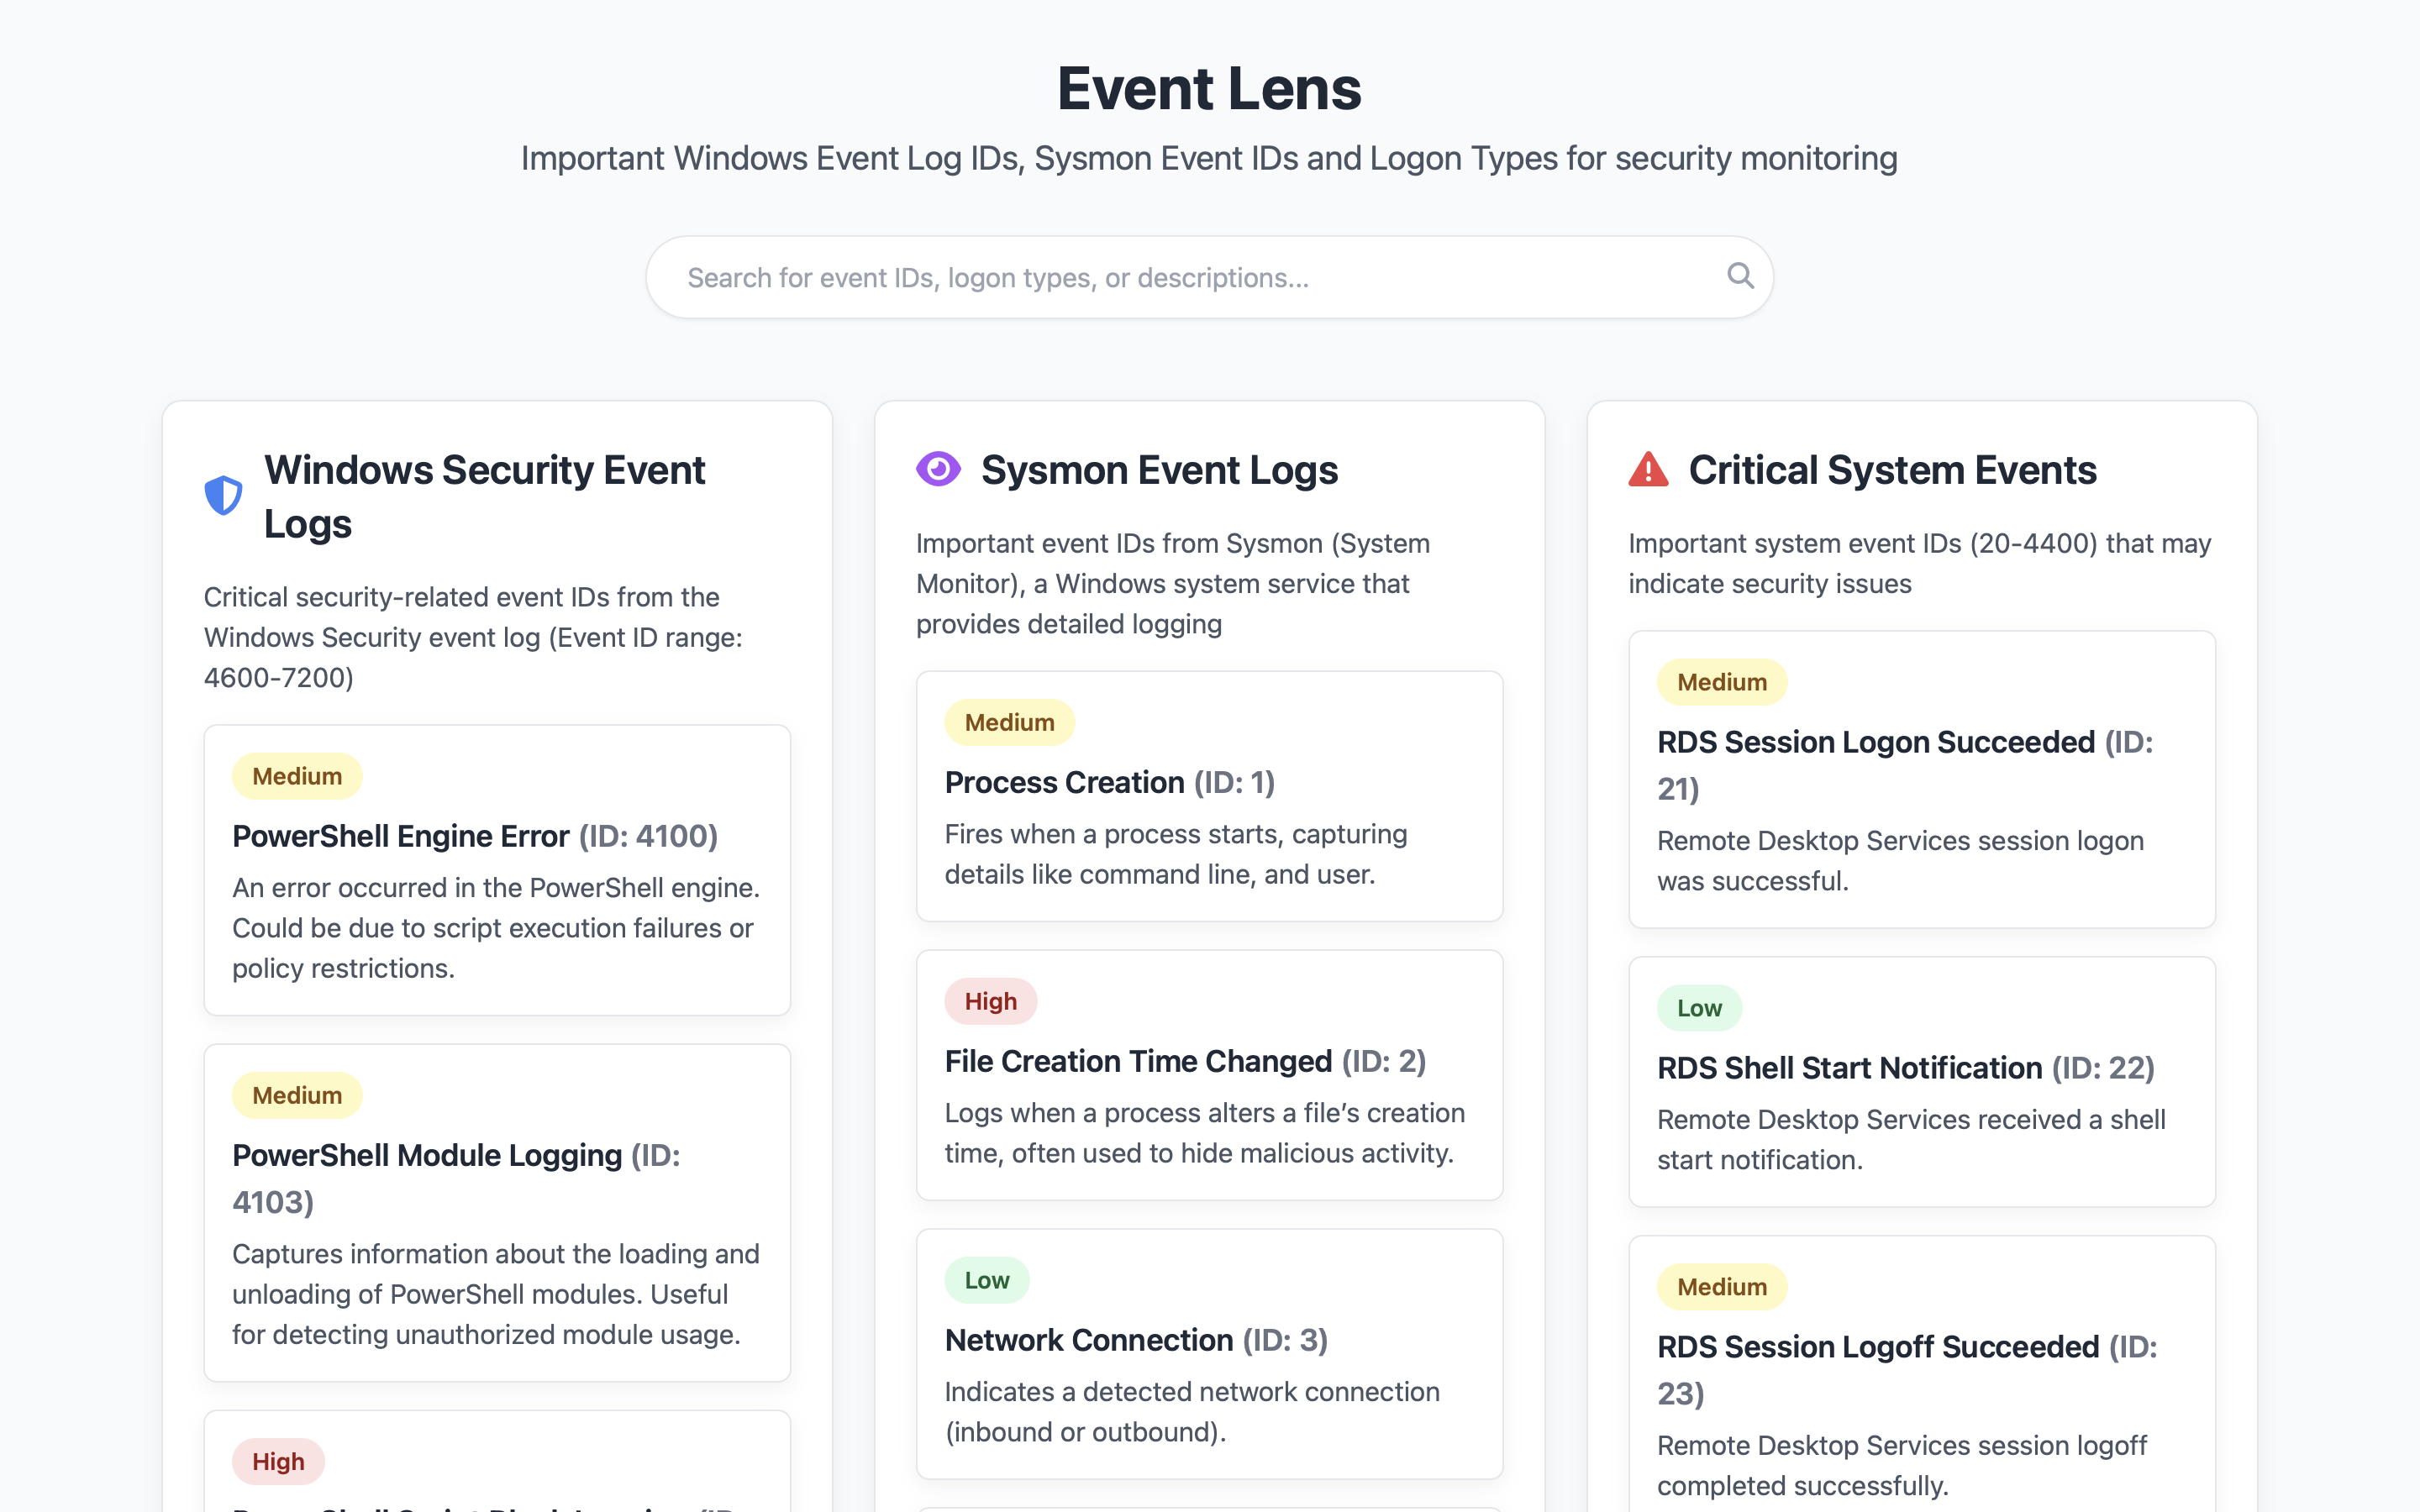 Event Lens
Important Windows Event Log IDs, Sysmon Event IDs and Logon Types for security monitoring
Search for event IDs, logon types, or descriptions...
Windows Security Event
Logs
Critical security-related event IDs from the
Windows Security event log (Event ID range:
4600-7200)
Medium
PowerShell Engine Error (ID: 4100)
An error occurred in the PowerShell engine.
Could be due to script execution failures or
policy restrictions.
Medium
PowerShell Module Logging (ID:
4103)
Captures information about the loading and
unloading of PowerShell modules. Useful
for detecting unauthorized module usage.
High
Sysmon Event Logs
Important event IDs from Sysmon (System
Monitor), a Windows system service that
provides detailed logging
Medium
Process Creation (ID: 1)
Fires when a process starts, capturing
details like command line, and user.
High
File Creation Time Changed (ID: 2)
Logs when a process alters a file’s creation
time, often used to hide malicious activity.
Low
Network Connection (ID: 3)
Indicates a detected network connection
(inbound or outbound).
Critical System Events
Important system event IDs (20-4400) that may
indicate security issues
Medium
RDS Session Logon Succeeded (ID:
21)
Remote Desktop Services session logon
was successful.
Low
RDS Shell Start Notification (ID: 22)
Remote Desktop Services received a shell
start notification.
Medium
RDS Session Logoff Succeeded (ID:
23)
Remote Desktop Services session logoff
completed successfully.